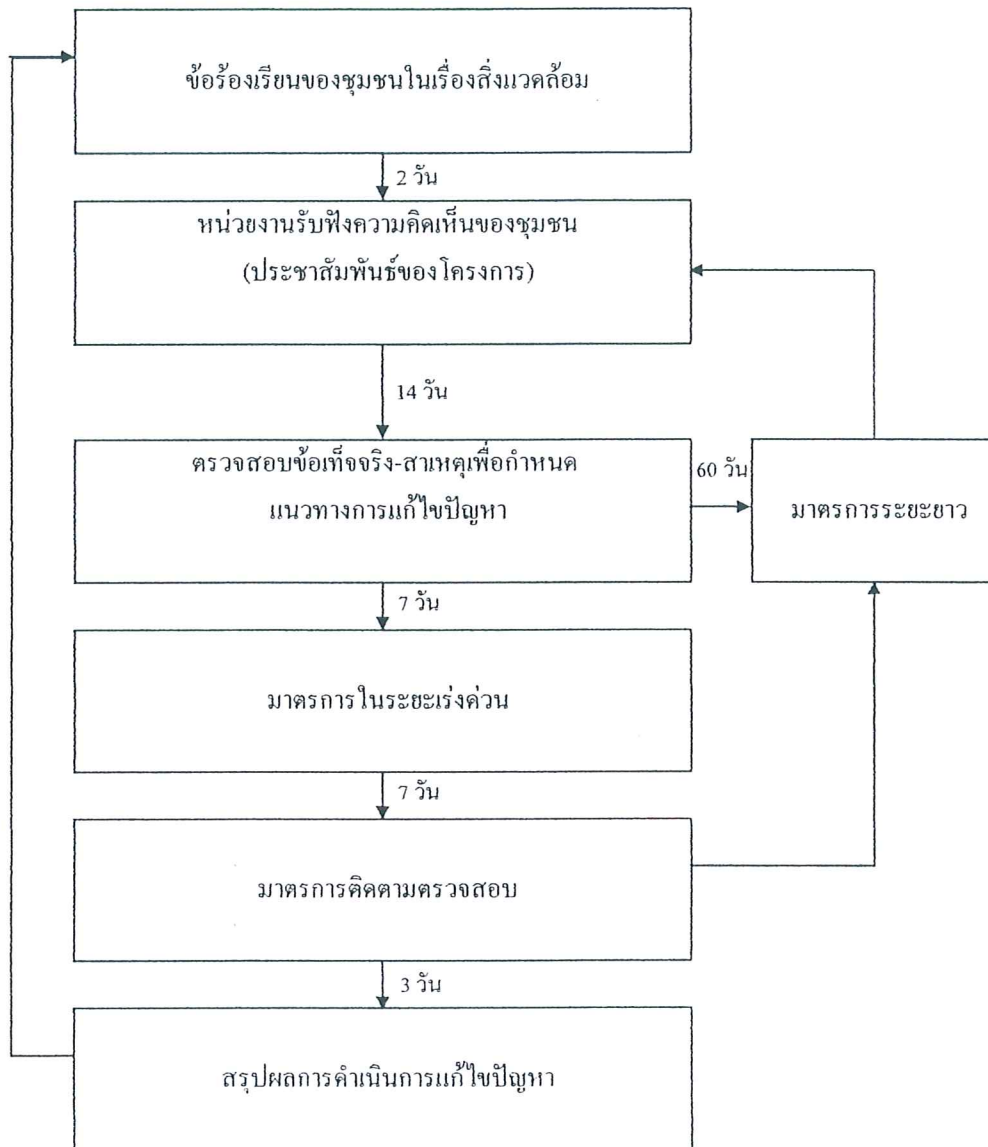 ข้อร้องเรียนของชุมชนในเรื่องสิ่งแวดล้อม
2 วัน
หน่วยงานรับฟังความคิดเห็นของชุมชน
(ประชาสัมพันธ์ของโครงการ)
14 วัน
ตรวจสอบข้อเท็จจริง-สาเหตุเพื่อกำหนด
แนวทางการแก้ไขปัญหา
60 วัน
มาตรการระยะยาว
7 วัน
มาตรการในระยะเร่งด่วน
7 วัน
มาตรการติดตามตรวจสอบ
3 วัน
สรุปผลการดำเนินการแก้ไขปัญหา